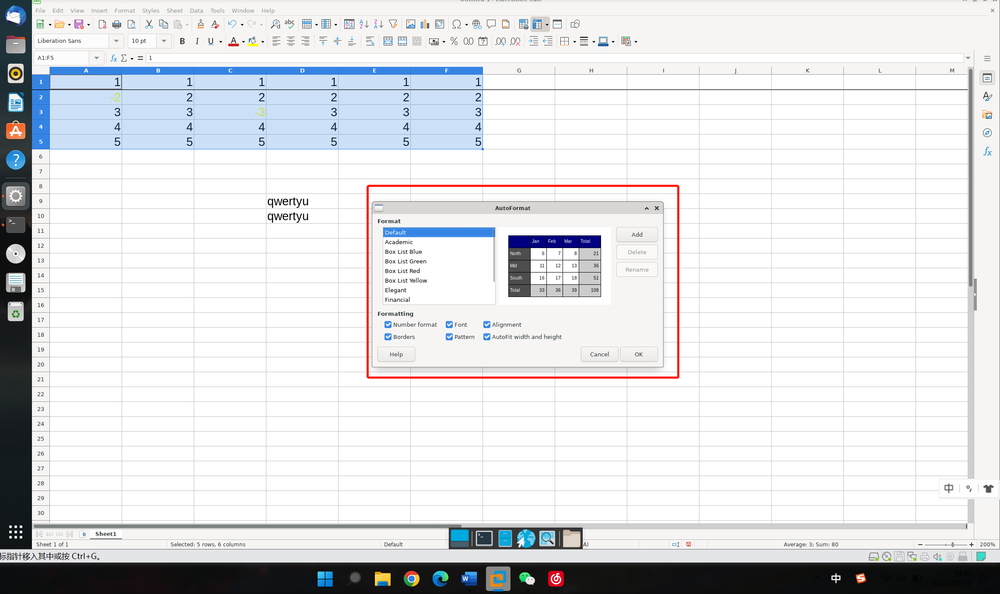 File Edit View Insert Format Styles Sheet Data Tools Window Help
Liberation Sans 10 pt
A1:F5 1
A B C D E F G H I J K L M
1 1 1 1 1 1 1
2 -2 2 2 2 2 2
3 3 3 -3 3 3 3
4 4 4 4 4 4 4
5 5 5 5 5 5 5
6
7
8
9 qwertyu
10 qwertyu
11
12
13
14
15
16
17
18
19
20
21
22
23
24
25
26
27
28
29
30
AutoFormat
Format
Default
Academic
Box List Blue
Box List Green
Box List Red
Box List Yellow
Elegant
Financial
Jan Feb Mar Total
North 6 7 8 21
Mid 11 12 13 36
South 16 17 18 51
Total 33 36 39 108
Add
Delete
Rename
Formatting
Number format Font Alignment
Borders Pattern AutoFit width and height
Help Cancel OK
中
Sheet1
Sheet 1 of 1 Selected: 5 rows, 6 columns Default A) Average: 3; Sum: 80 200%
标指针移入其中或按 Ctrl+G。
中
14:42
2022/10/30